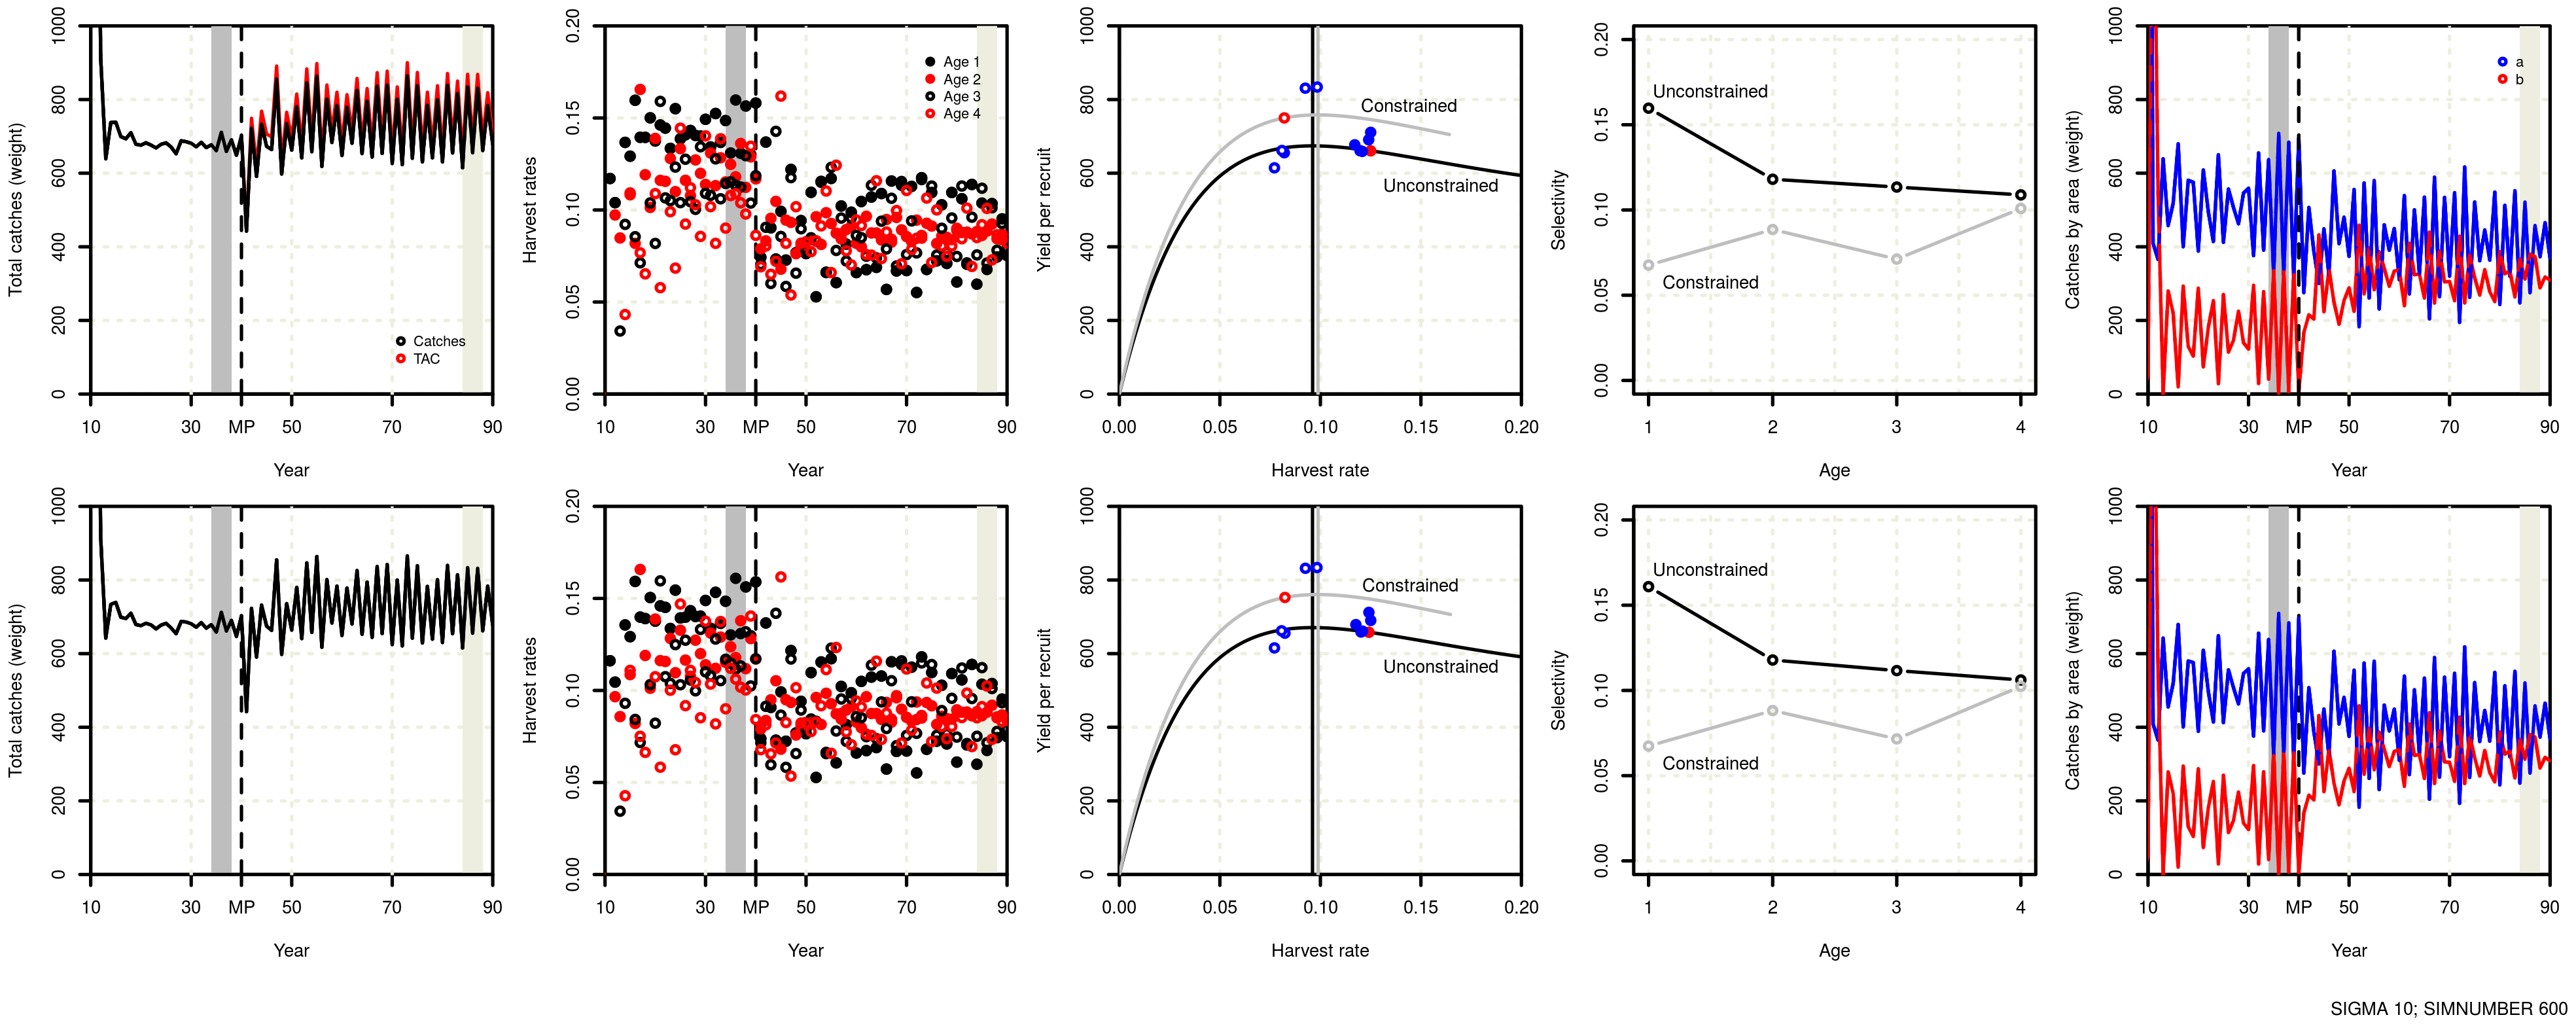 Total catches (weight)
0
200
400
600
800
1000
Catches
TAC
10
30
MP
50
70
90
Year
Harvest rates
0.00
0.05
0.10
0.15
0.20
Age 1
Age 2
Age 3
Age 4
10
30
MP
50
70
90
Year
Yield per recruit
0
200
400
600
800
1000
Constrained
Unconstrained
0.00
0.05
0.10
0.15
0.20
Harvest rate
Selectivity
0.00
0.05
0.10
0.15
0.20
Unconstrained
Constrained
1
2
3
4
Age
Catches by area (weight)
0
200
400
600
800
1000
a
b
10
30
MP
50
70
90
Year
Total catches (weight)
0
200
400
600
800
1000
10
30
MP
50
70
90
Year
Harvest rates
0.00
0.05
0.10
0.15
0.20
10
30
MP
50
70
90
Year
Yield per recruit
0
200
400
600
800
1000
Constrained
Unconstrained
0.00
0.05
0.10
0.15
0.20
Harvest rate
Selectivity
0.00
0.05
0.10
0.15
0.20
Unconstrained
Constrained
1
2
3
4
Age
Catches by area (weight)
0
200
400
600
800
1000
10
30
MP
50
70
90
Year
SIGMA 10; SIMNUMBER 600